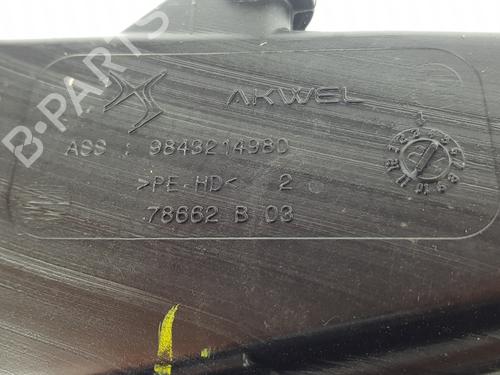 AKWEL
ASS : 9843214980
>PE-HD< 2
78662 B 03
B-PARTS